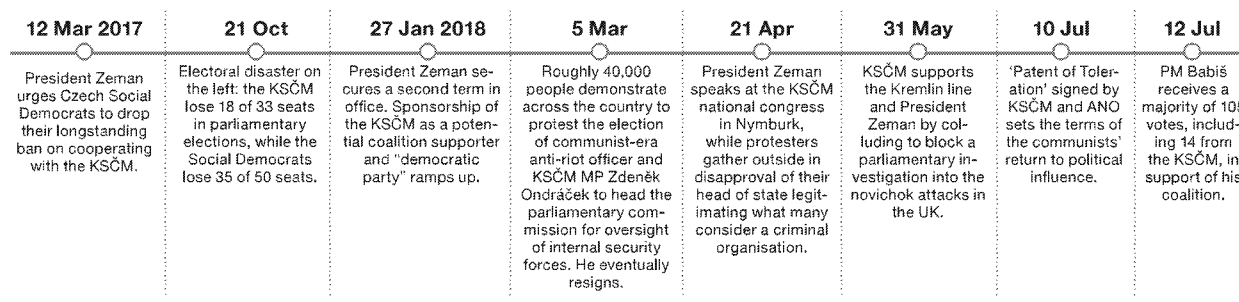 12 Mar 2017
President Zeman
urges Czech Social
Democrats to drop
their longstanding
ban on cooperating
with the KSČM.
21 Oct
Electoral disaster on
the left: the KSČM
lose 18 of 33 seats
in parliamentary
elections, while the
Social Democrats
lose 35 of 50 seats.
27 Jan 2018
President Zeman se-
cures a second term in
office. Sponsorship of
the KSČM as a poten-
tial coalition supporter
and "democratic
party" ramps up.
5 Mar
Roughly 40,000
people demonstrate
across the country to
protest the election
of communist-era
anti-riot officer and
KSČM MP Zdeněk
Ondráček to head the
parliamentary com-
mission for oversight
of internal security
forces. He eventually
resigns.
21 Apr
President Zeman
speaks at the KSČM
national congress
in Nymburk,
while protesters
gather outside in
disapproval of their
head of state legit-
imating what many
consider a criminal
organisation.
31 May
KSČM supports
the Kremlin line
and President
Zeman by col-
luding to block a
parliamentary in-
vestigation into the
novichok attacks in
the UK.
10 Jul
'Patent of Toler-
ation' signed by
KSČM and ANO
sets the terms of
the communists'
return to political
influence.
12 Jul
PM Babiš
receives a
majority of 105
votes, includ-
ing 14 from
the KSČM, in
support of his
coalition.